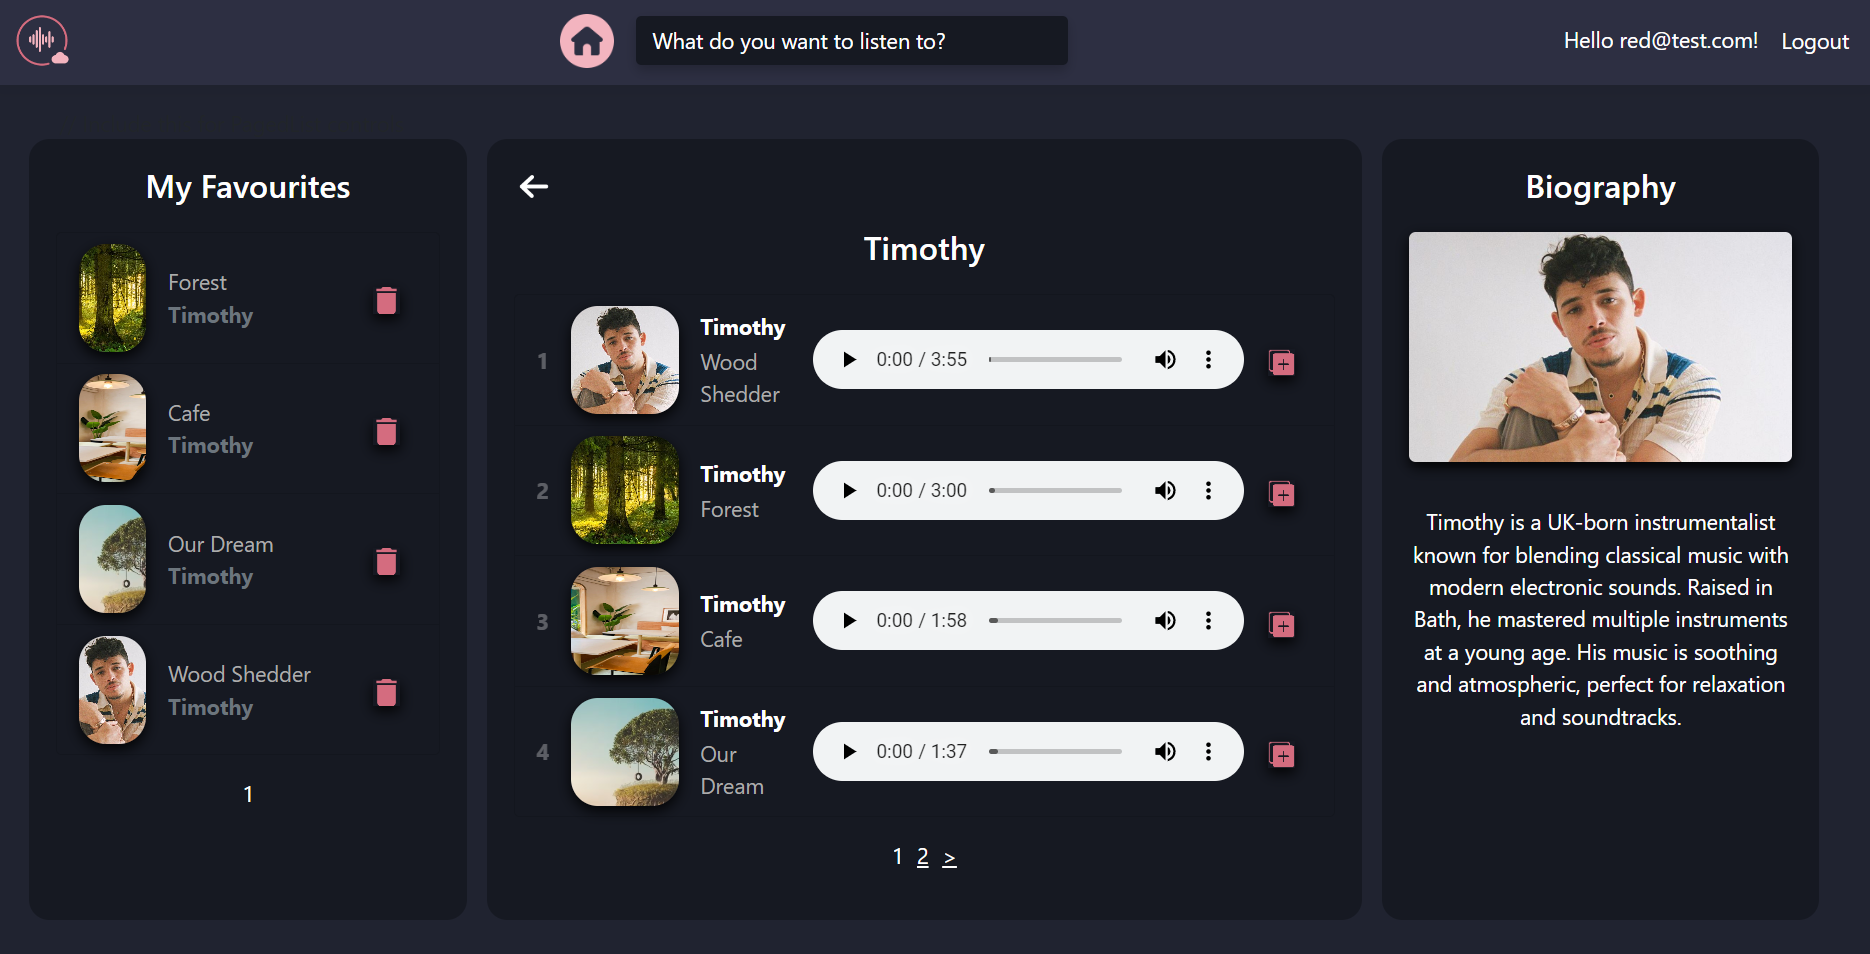 What do you want to listen to?
Hello red@test.com!
Logout
My Favourites
Forest
Timothy
Cafe
Timothy
Our Dream
Timothy
Wood Shedder
Timothy
1
Timothy
1
Timothy
Wood
Shedder
0:00 / 3:55
2
Timothy
Forest
0:00 / 3:00
3
Timothy
Cafe
0:00 / 1:58
4
Timothy
Our
Dream
0:00 / 1:37
1 2 >
Biography
Timothy is a UK-born instrumentalist
known for blending classical music with
modern electronic sounds. Raised in
Bath, he mastered multiple instruments
at a young age. His music is soothing
and atmospheric, perfect for relaxation
and soundtracks.